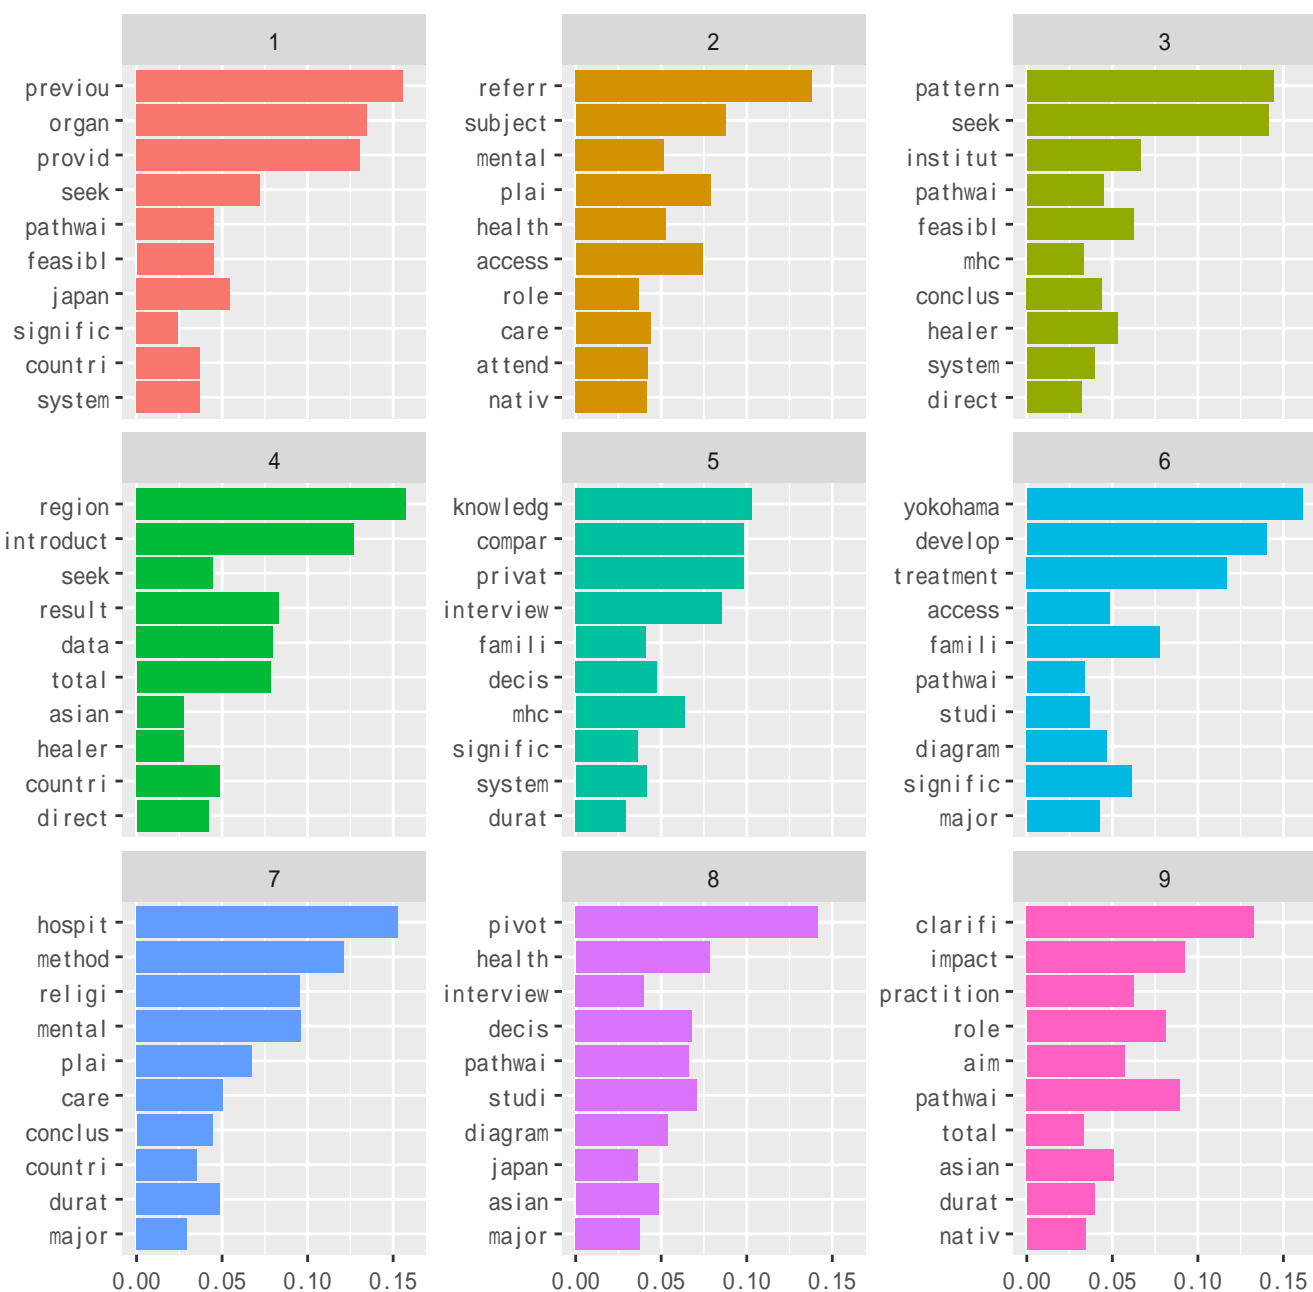 1
previou
organ
provid
seek
pathwai
feasibl
japan
signific
countri
system
2
referr
subject
mental
plai
health
access
role
care
attend
nativ
3
pattern
seek
institut
pathwai
feasibl
mhc
conclus
healer
system
direct
4
region
introduct
seek
result
data
total
asian
healer
countri
direct
5
knowledg
compar
privat
interview
famili
decis
mhc
signific
system
durat
6
yokohama
develop
treatment
access
famili
pathwai
studi
diagram
signific
major
7
hospit
method
religi
mental
plai
care
conclus
countri
durat
major
0.00 0.05 0.10 0.15
8
pivot
health
interview
decis
pathwai
studi
diagram
japan
asian
major
0.00 0.05 0.10 0.15
9
clarifi
impact
practition
role
aim
pathwai
total
asian
durat
nativ
0.00 0.05 0.10 0.15